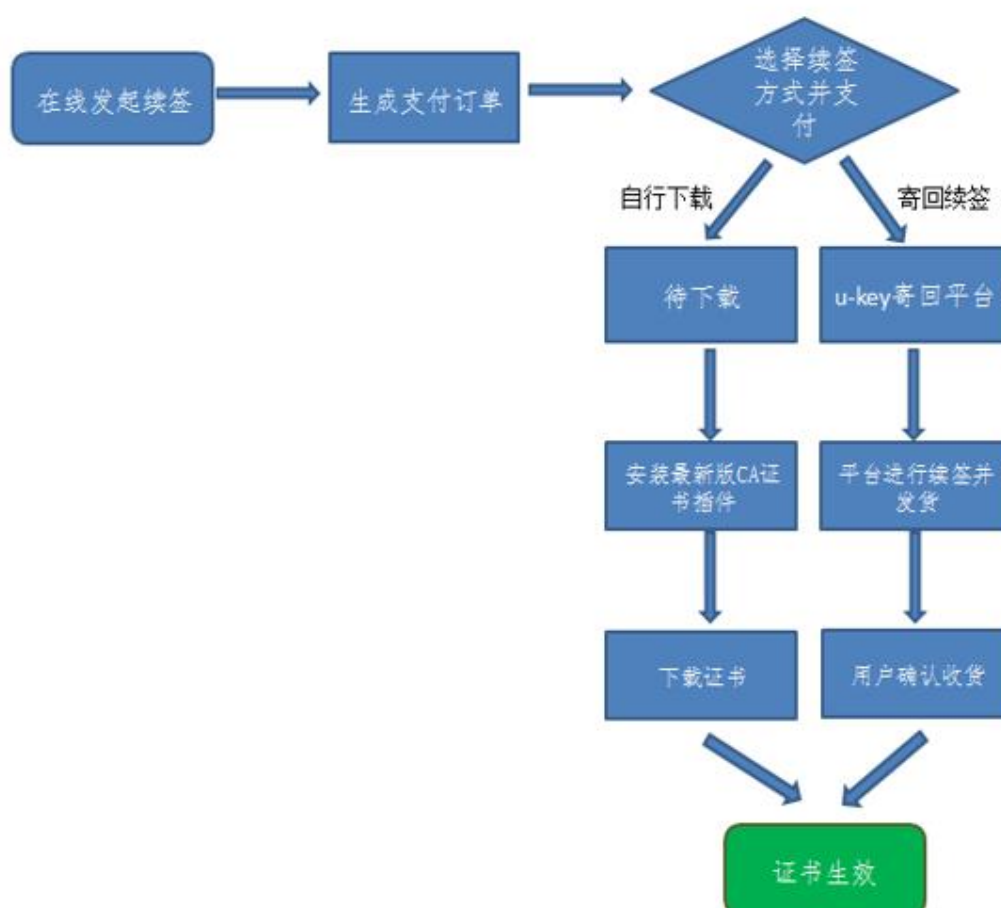 在线发起续签
生成支付订单
选择续签
方式并支
付
自行下载
寄回续签
待下载
u-key寄回平台
安装最新版CA证
书插件
平台进行续签并
发货
下载证书
用户确认收货
证书生效